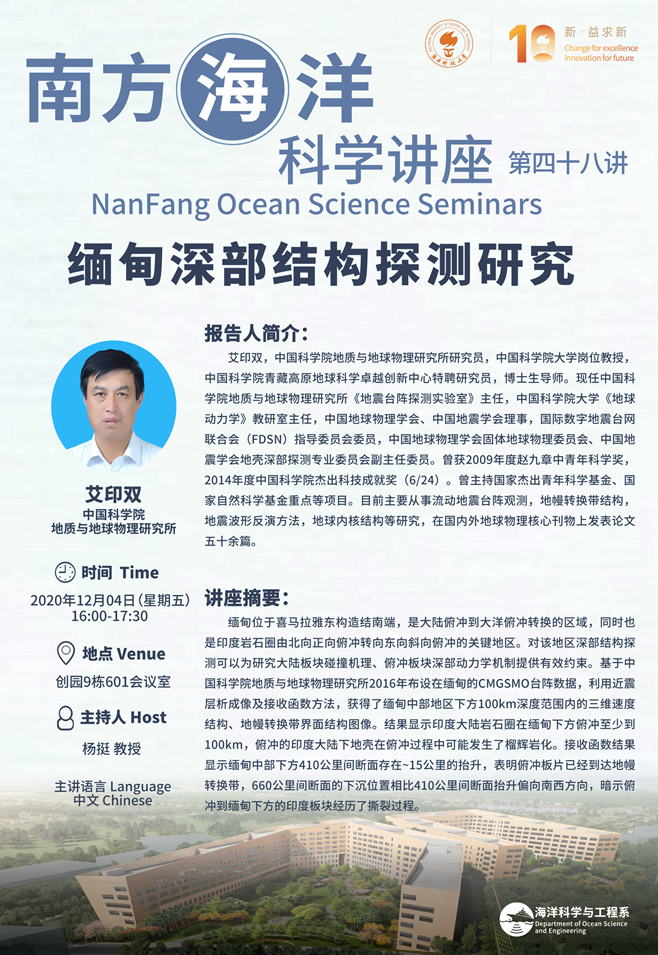 新·益求新
Change for excellence
Innovation for future
南方海洋
科学讲座 第四十八讲
NanFang Ocean Science Seminars
缅甸深部结构探测研究
艾印双
中国科学院
地质与地球物理研究所
时间 Time
2020年12月04日(星期五)
16:00-17:30
地点 Venue
创园9栋601会议室
主持人 Host
杨挺 教授
主讲语言 Language
中文 Chinese
报告人简介:
艾印双，中国科学院地质与地球物理研究所研究员，中国科学院大学岗位教授，
中国科学院青藏高原地球科学卓越创新中心特聘研究员，博士生导师。现任中国科
学院地质与地球物理研究所《地震台阵探测实验室》主任，中国科学院大学《地球
动力学》教研室主任，中国地球物理学会、中国地震学会理事，国际数字地震台网
联合会（FDSN）指导委员会委员，中国地球物理学会固体地球物理委员会、中国地
震学会地壳深部探测专业委员会副主任委员。曾获2009年度赵九章中青年科学奖，
2014年度中国科学院杰出科技成就奖（6/24）。曾主持国家杰出青年科学基金、国
家自然科学基金重点等项目。目前主要从事流动地震台阵观测，地幔转换带结构，
地震波形反演方法，地球内核结构等研究，在国内外地球物理核心刊物上发表论文
五十余篇。
讲座摘要:
缅甸位于喜马拉雅东构造结南端，是大陆俯冲到大洋俯冲转换的区域，同时也
是印度岩石圈由北向正向俯冲转向东向斜向俯冲的关键地区。对该地区深部结构探
测可以为研究大陆板块碰撞机理、俯冲板块深部动力学机制提供有效约束。基于中
国科学院地质与地球物理研究所2016年布设在缅甸的CMGSMO台阵数据，利用近震
层析成像及接收函数方法，获得了缅甸中部地区下方100km深度范围内的三维速度
结构、地幔转换带界面结构图像。结果显示印度大陆岩石圈在缅甸下方俯冲至少到
100km，俯冲的印度大陆下地壳在俯冲过程中可能发生了榴辉岩化。接收函数结果
显示缅甸中部下方410公里间断面存在~15公里的抬升，表明俯冲板片已经到达地幔
转换带，660公里间断面的下沉位置相比410公里间断面抬升偏向南西方向，暗示俯
冲到缅甸下方的印度板块经历了撕裂过程。
海洋科学与工程系
Department of Ocean Science
and Engineering